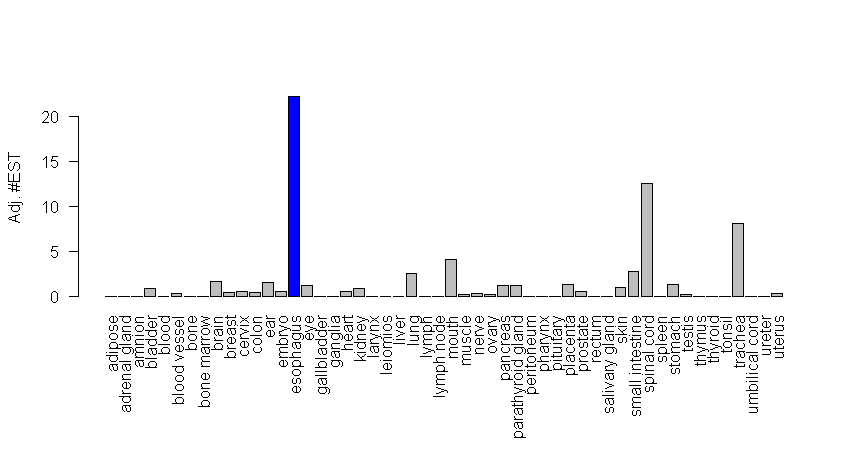 Adj. #EST
20
15
10
5
0
adipose
adrenal gland
amnion
bladder
blood
blood vessel
bone
bone marrow
brain
breast
cervix
colon
ear
embryo
esophagus
eye
gallbladder
ganglia
heart
kidney
larynx
leiomios
liver
lung
lymph
lymph node
mouth
muscle
nerve
ovary
pancreas
parathyroid gland
peritoneum
pharynx
pituitary
placenta
prostate
rectum
salivary gland
skin
small intestine
spinal cord
spleen
stomach
testis
thymus
thyroid
tonsil
trachea
umbilical cord
ureter
uterus